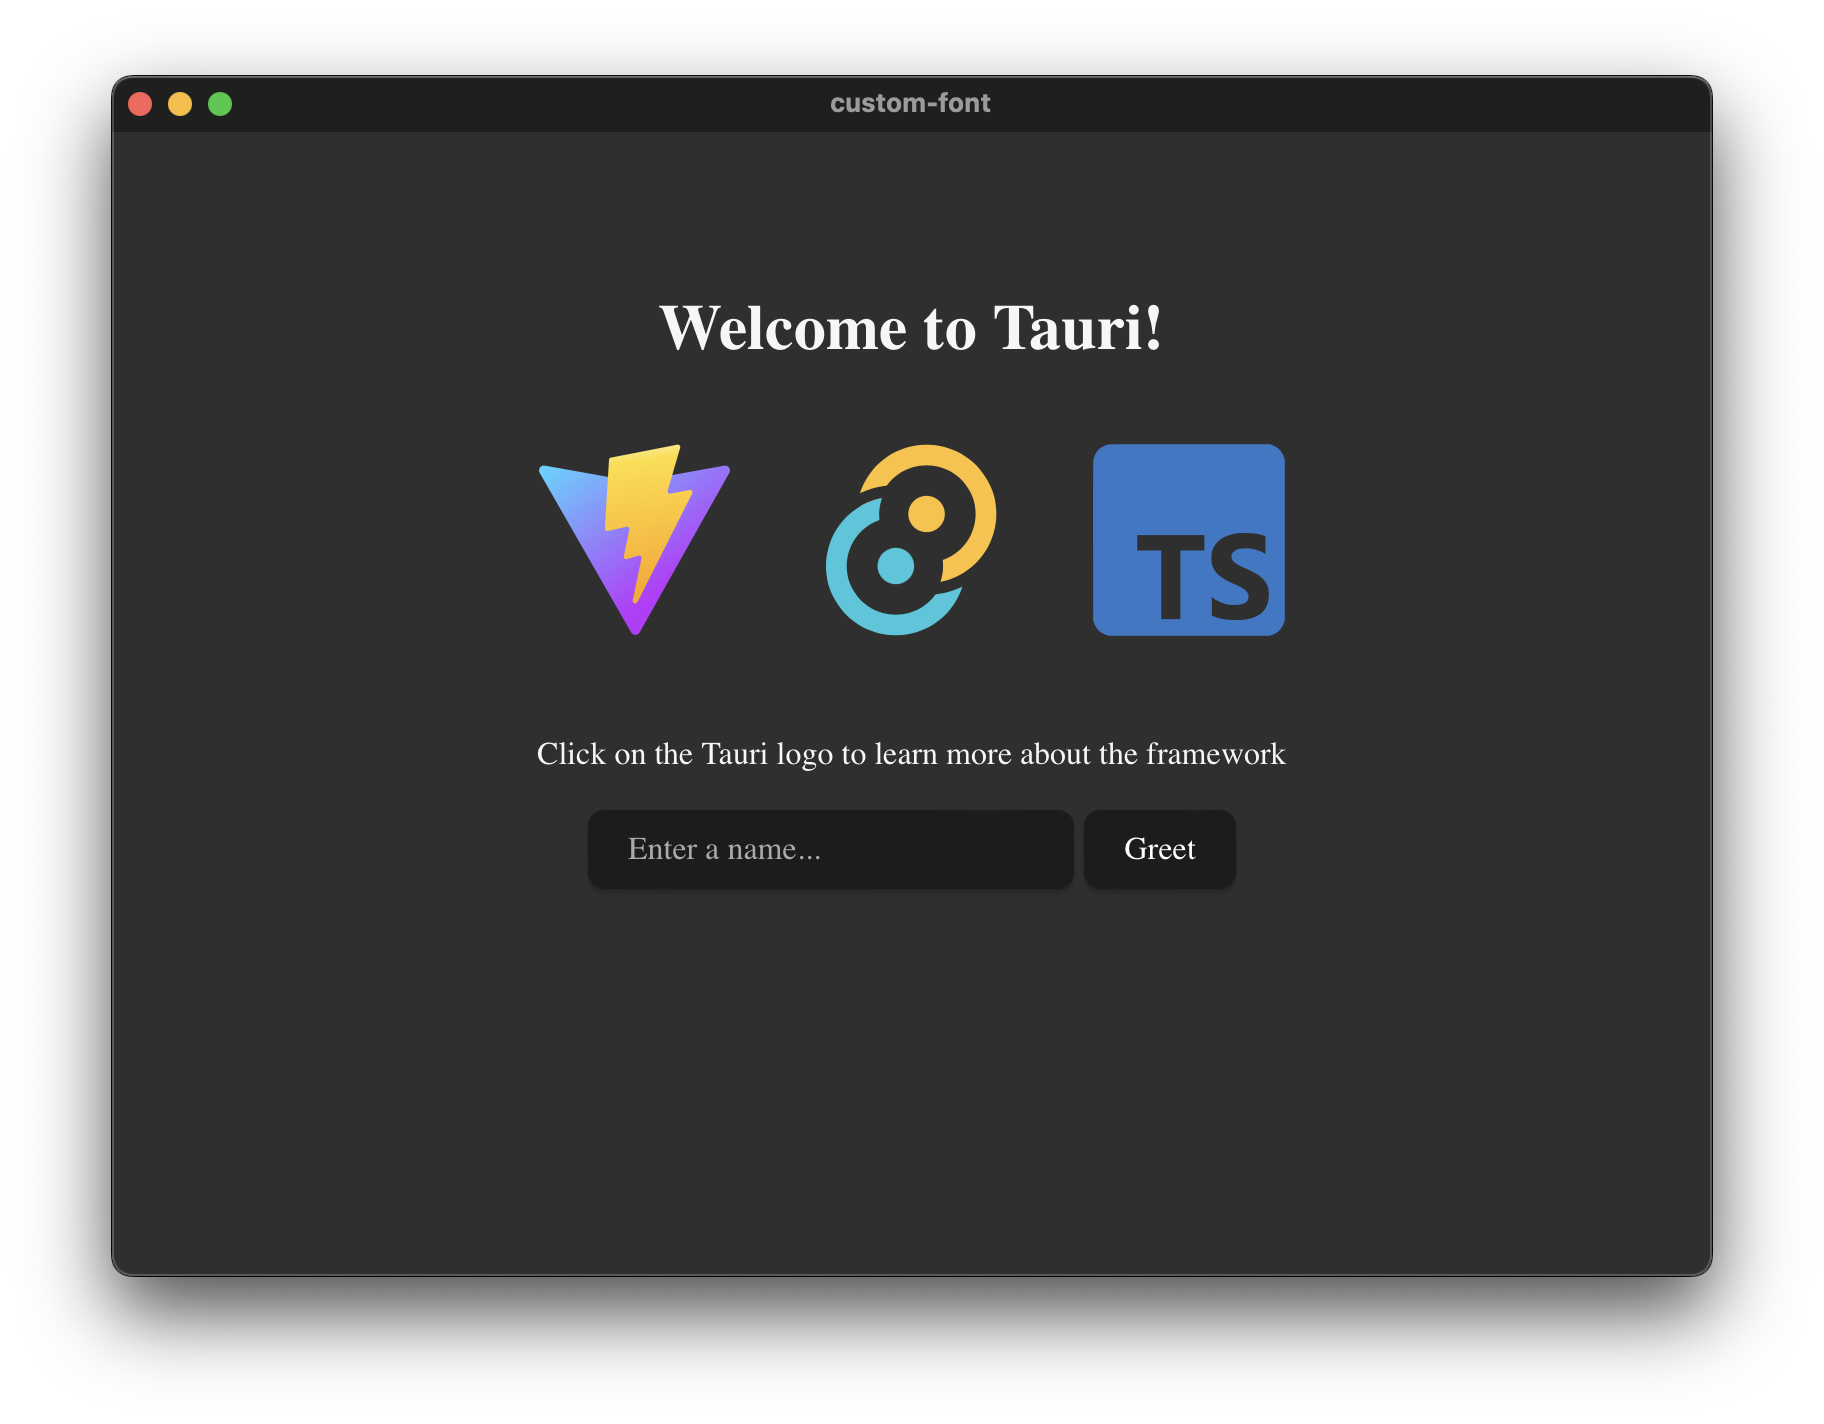 custom-font
Welcome to Tauri!
TS
Click on the Tauri logo to learn more about the framework
Enter a name...
Greet